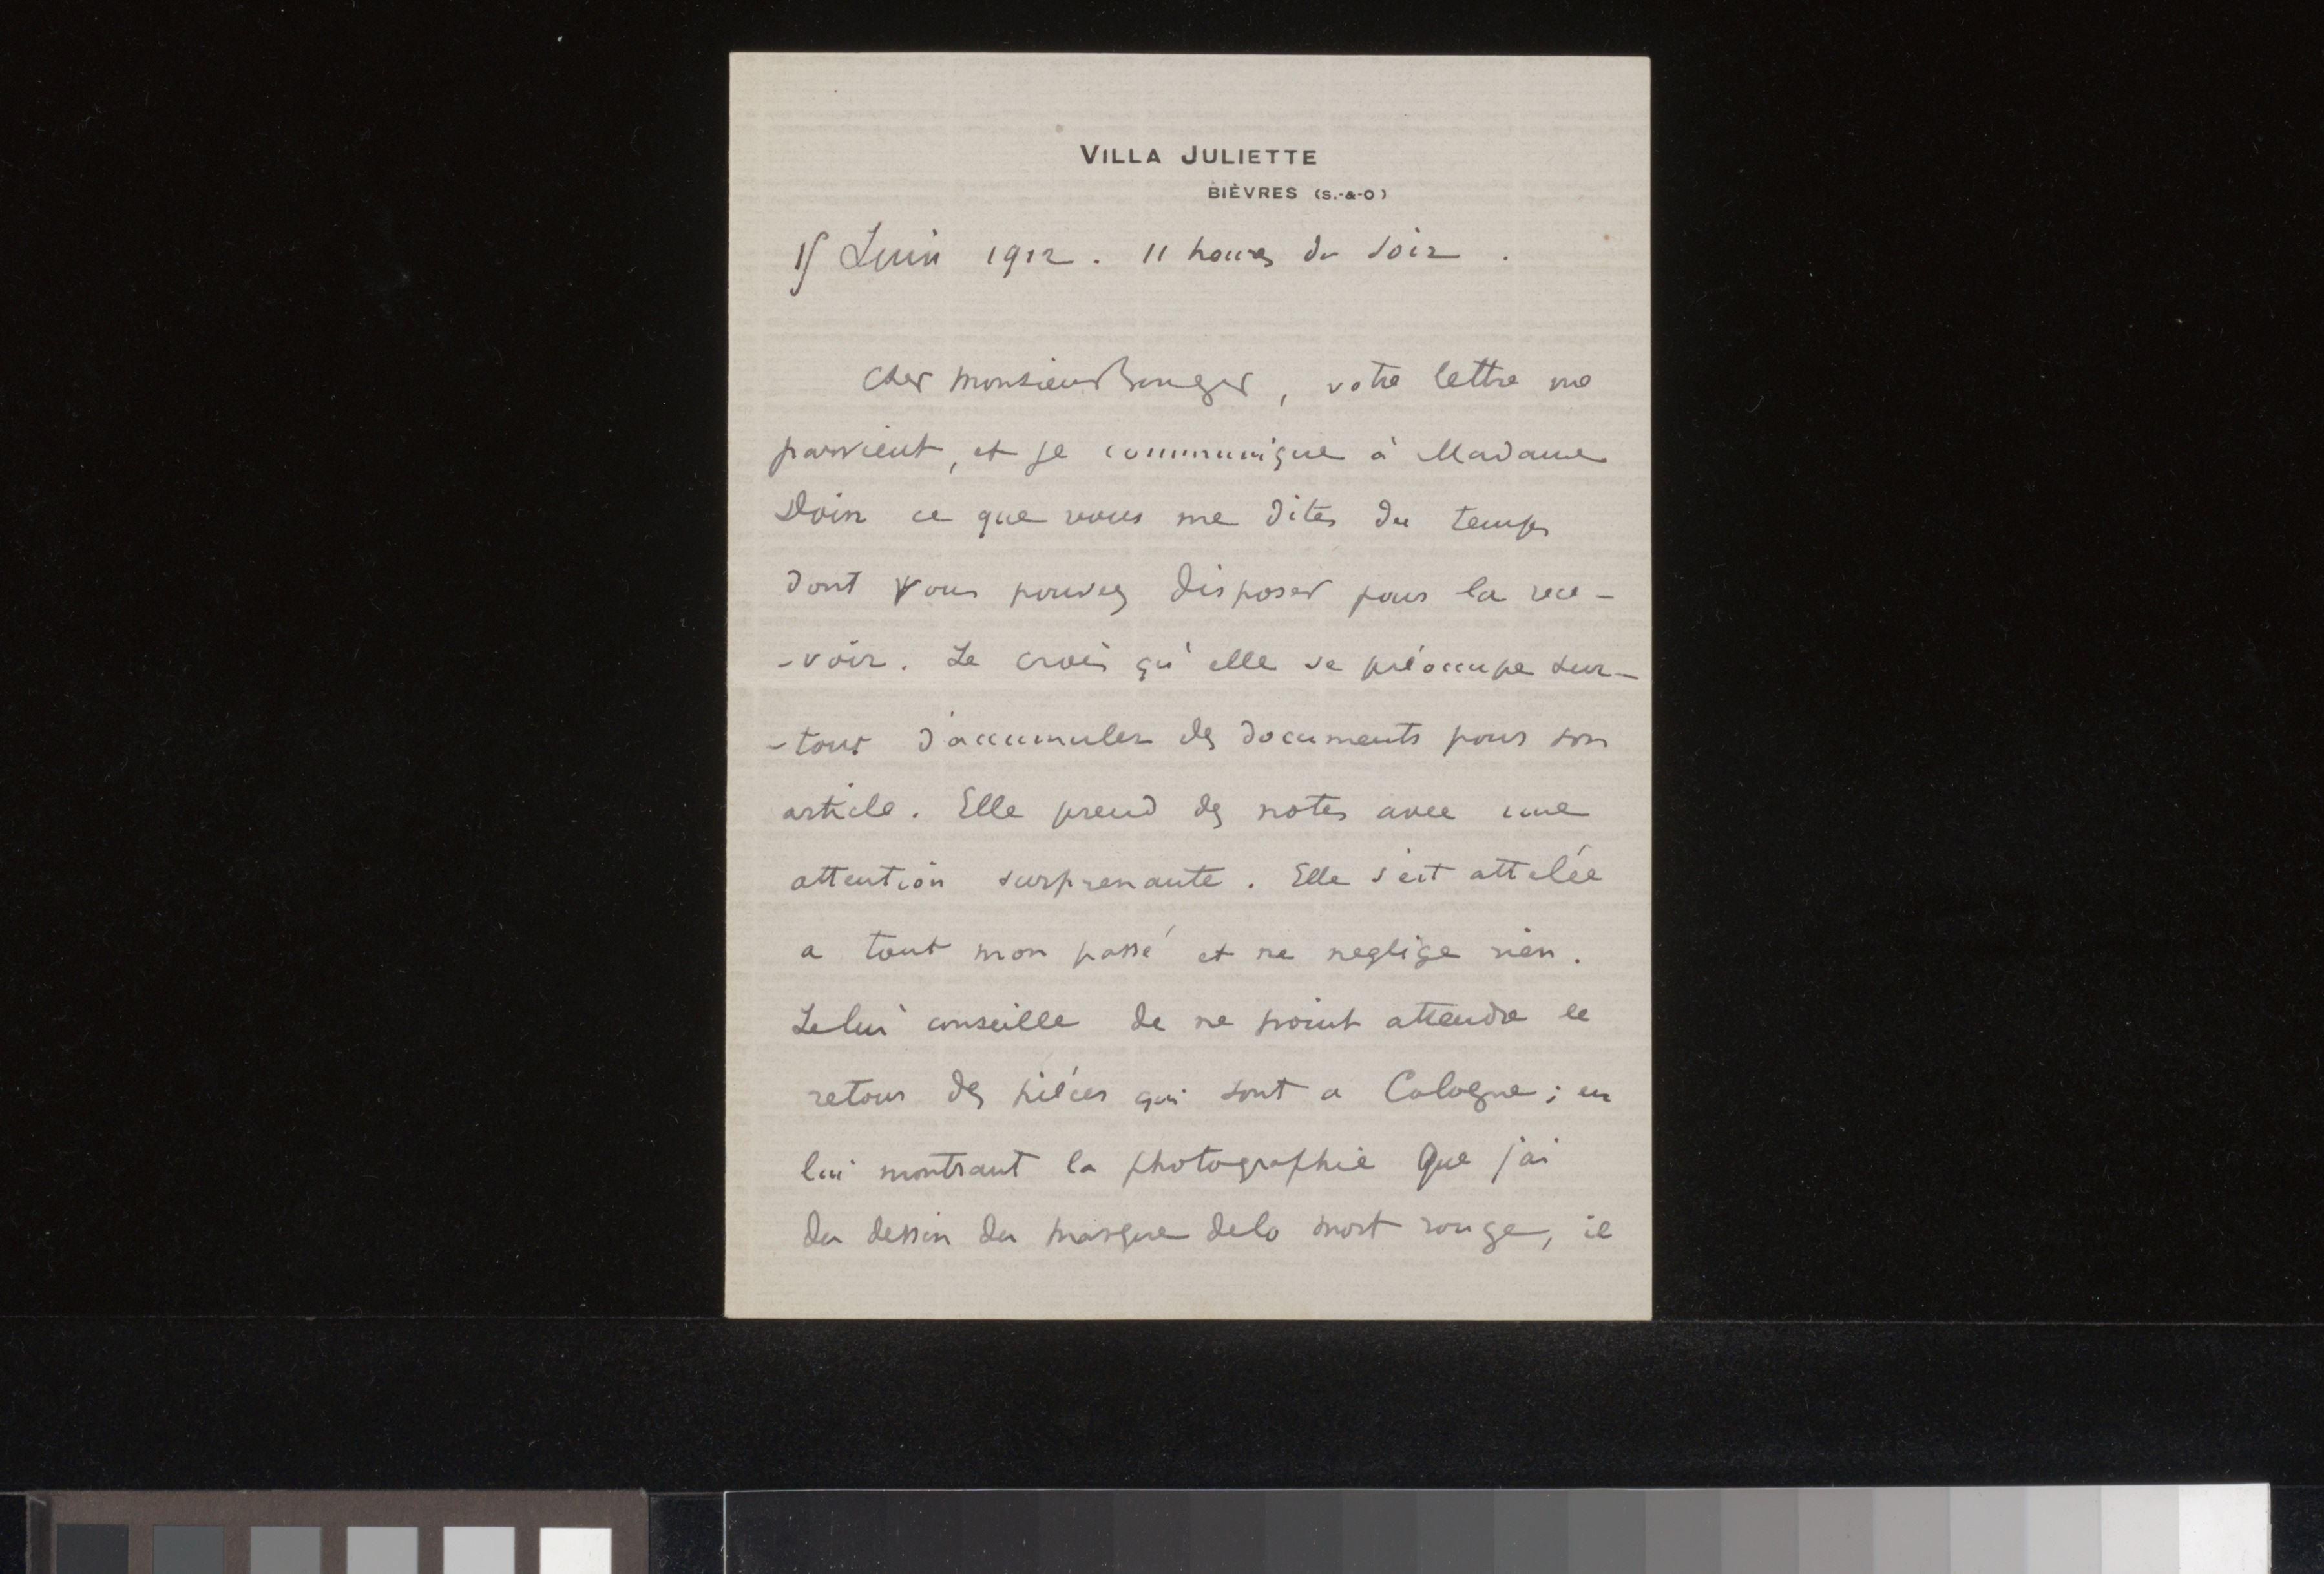 VILLA JULIETTE
BIÈVRES (S.-&-O)
15 Juin 1912. 11 heures du soir.
Cher monsieur Bonger, votre lettre me
parvient, et je communique à Madame
Doin ce que vous me dites du temps
dont vous pouvez disposer pour la rece-
-voir. Je crois qu'elle se préoccupe sur-
-tout d'accumuler des documents pour son
article. Elle prend des notes avec une
attention surprenante. Elle s'est attelée
a tout mon passé et ne neglige rien.
Je lui conseille de ne point attendre le
retour des pièces qui sont a Cologne; en
lui montrant la photographie que j'ai
du dessin du masque de la mort rouge, il